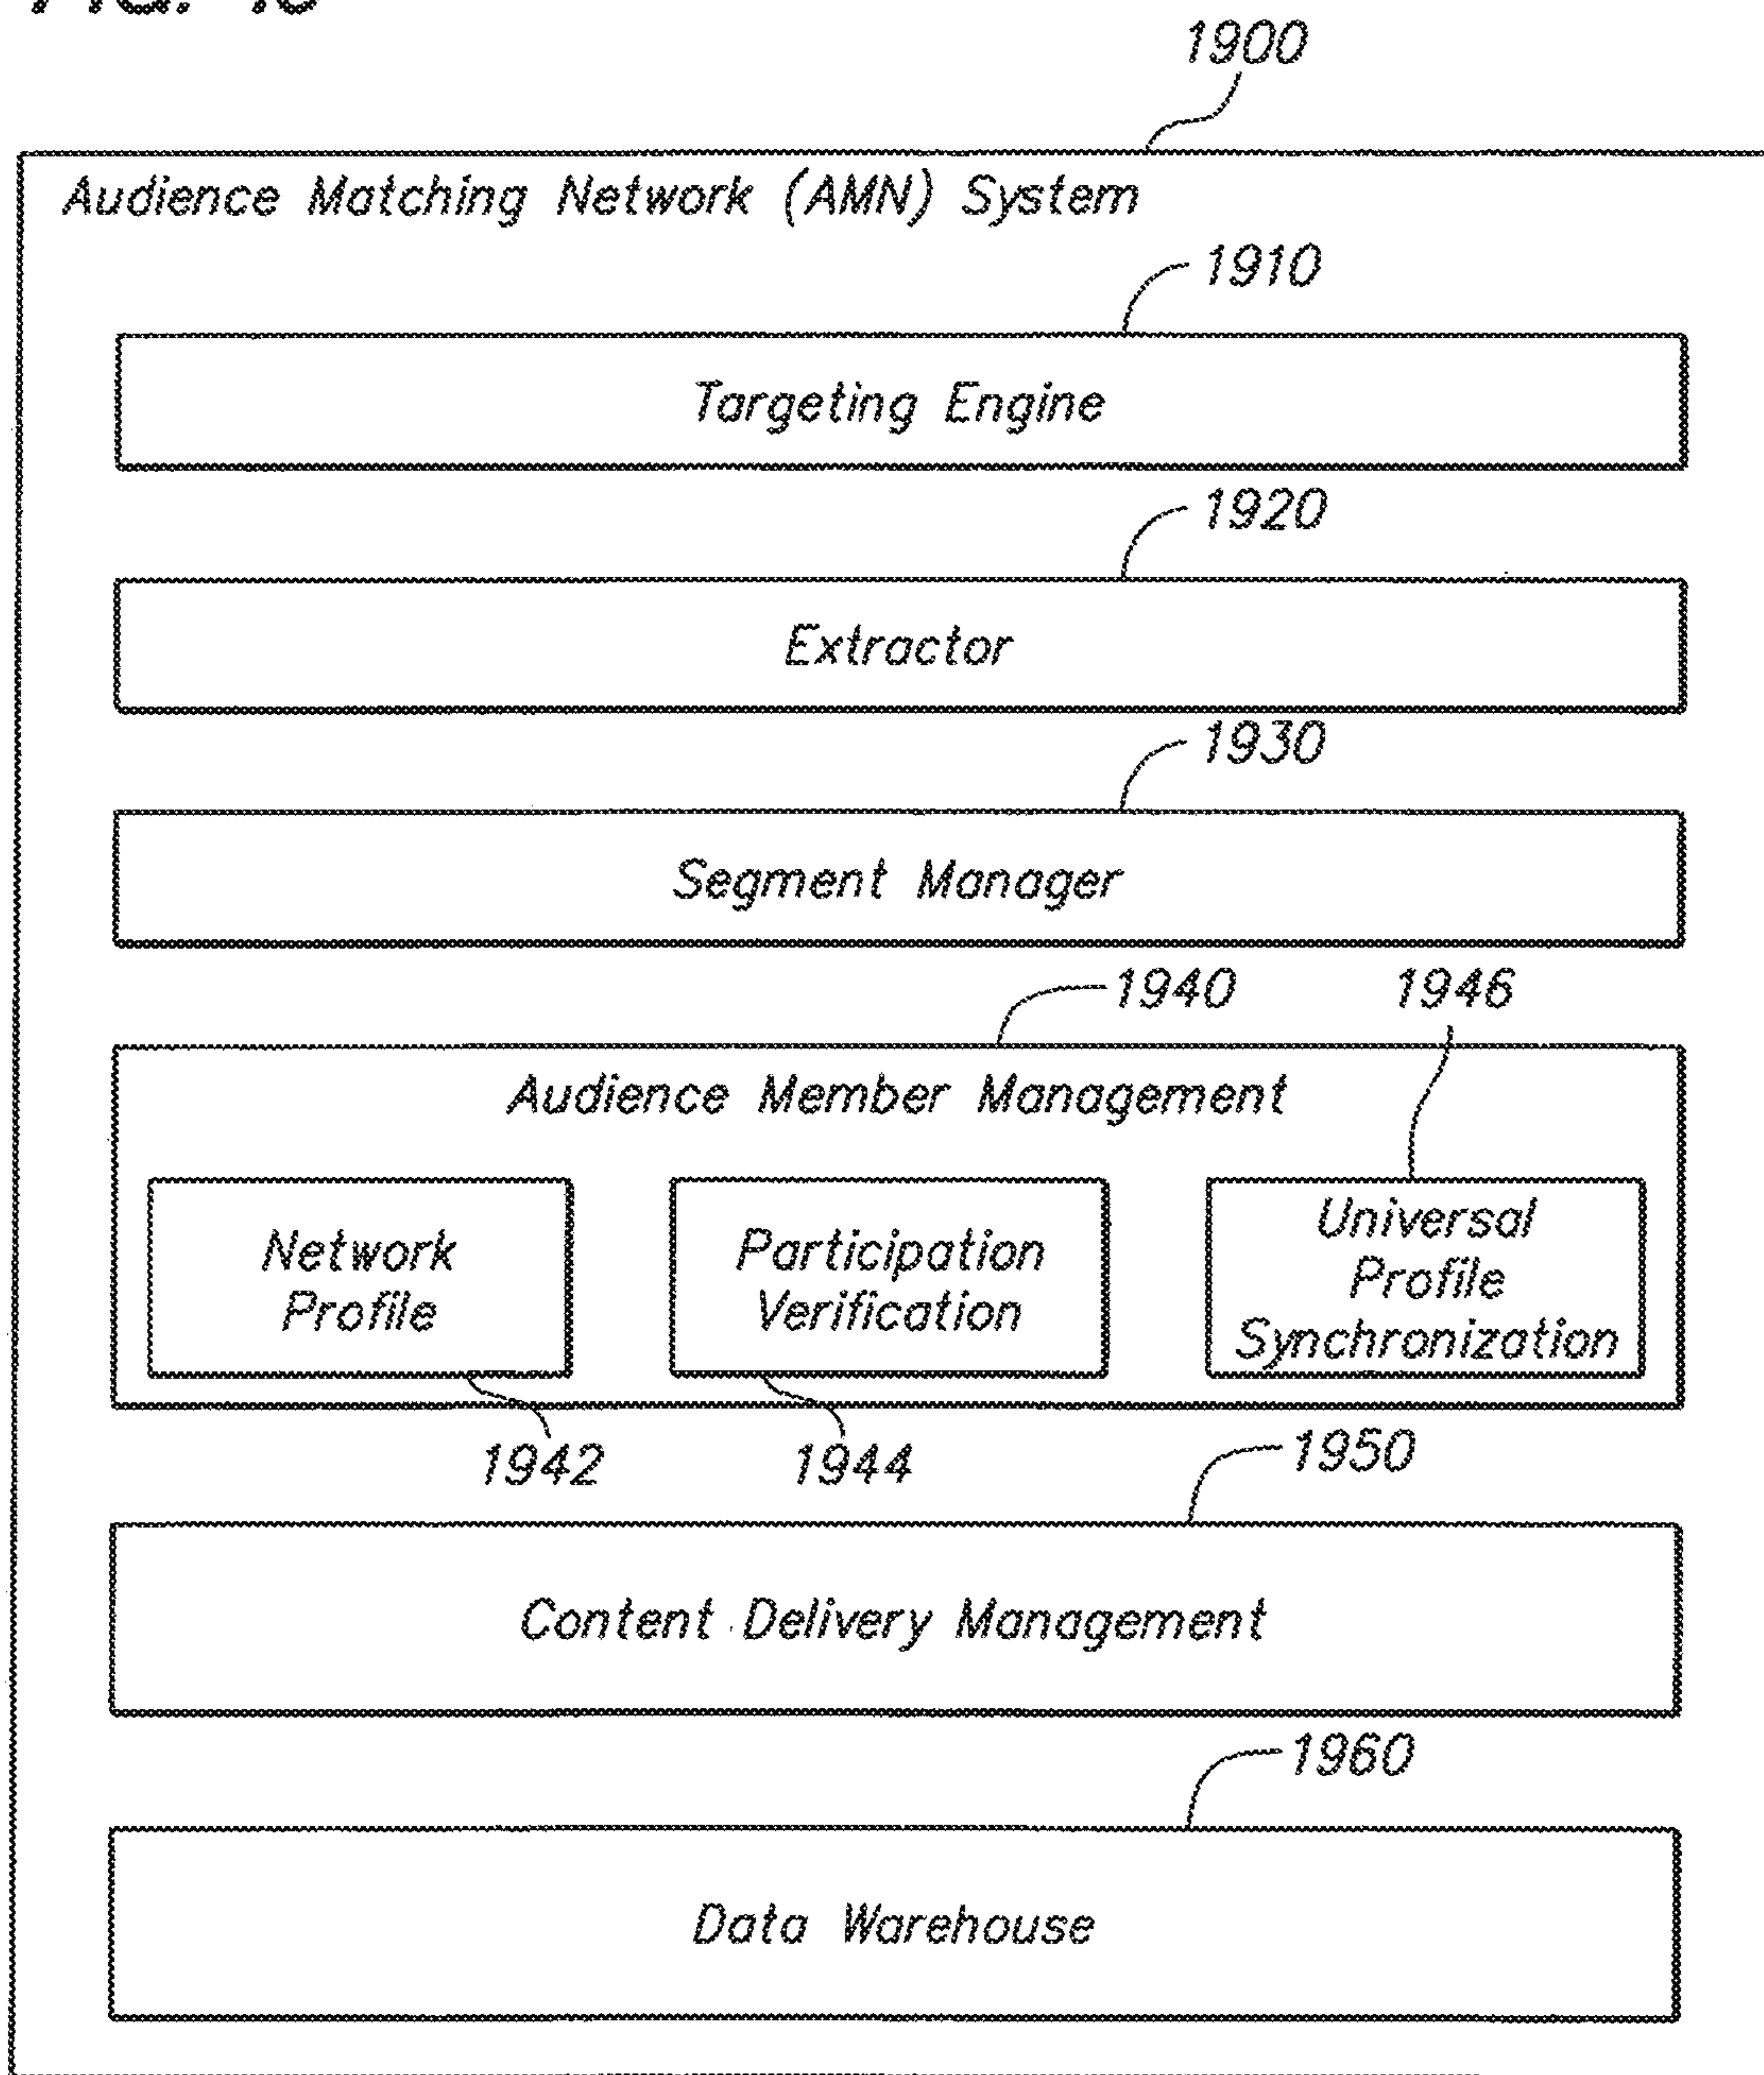 1900
Audience Matching Network (AMN) System
1910
Targeting Engine
1920
Extractor
1930
Segment Manager
1940
1946
Audience Member Management
Network
Profile
Participation
Verification
Universal
Profile
Synchronization
1942
1944
1950
Content Delivery Management
1960
Data Warehouse